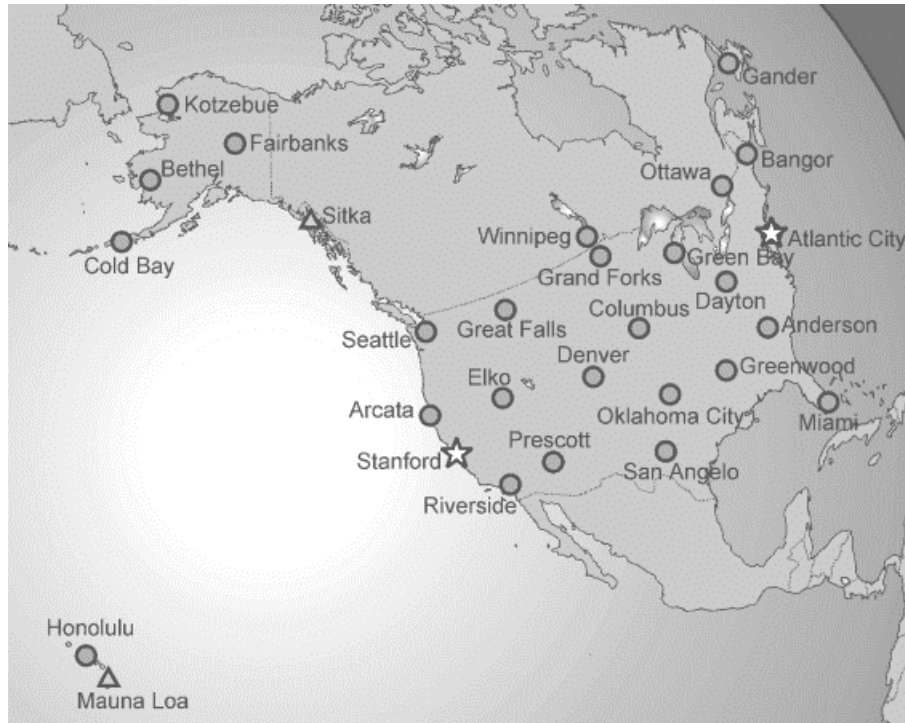 Gander
Kotzebue
Fairbanks
Bangor
Bethel
Ottawa
Sitka
Winnipeg
Atlantic City
Cold Bay
Green Bay
Grand Forks
Dayton
Columbus
Great Falls
Seattle
Anderson
Denver
Greenwood
Elko
Arcata
Oklahoma City
Miami
Prescott
Stanford
San Angelo
Riverside
Honolulu
Mauna Loa